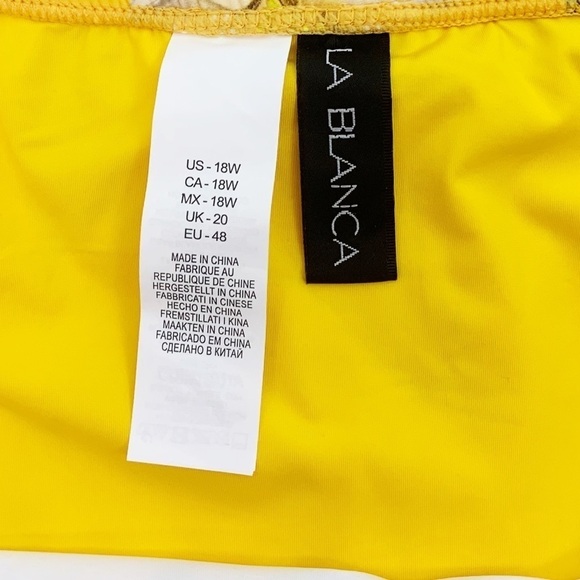 US - 18W
CA - 18W
MX - 18W
UK - 20
EU - 48
MADE IN CHINA
FABRIQUE AU
REPUBLIQUE DE CHINE
HERGESTELLT IN CHINA
FABBRICATI IN CINESE
HECHO EN CHINA
FREMSTILLATI I KINA
MAAKTEN IN CHINA
FABRICADO EM CHINA
СДЕЛАНО В КИТАЙ
LA BLANCA